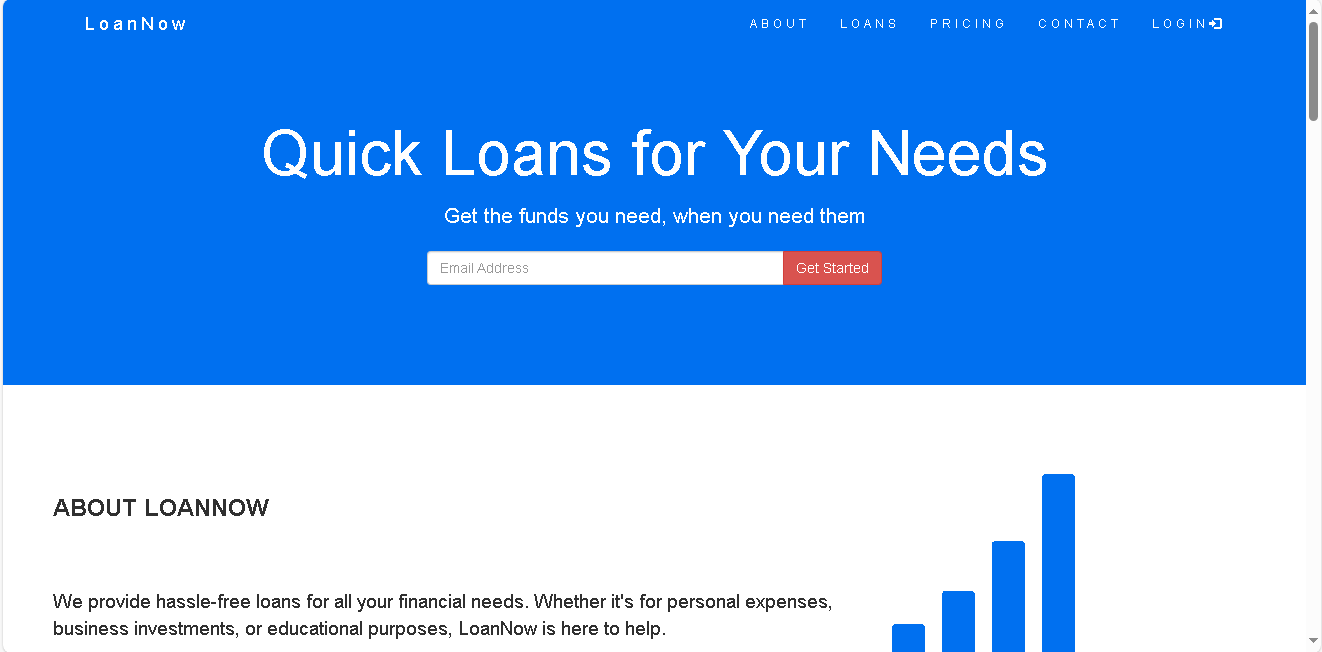 LoanNow
ABOUT LOANS PRICING CONTACT LOGIN
Quick Loans for Your Needs
Get the funds you need, when you need them
Email Address Get Started
ABOUT LOANNOW
We provide hassle-free loans for all your financial needs. Whether it's for personal expenses,
business investments, or educational purposes, LoanNow is here to help.